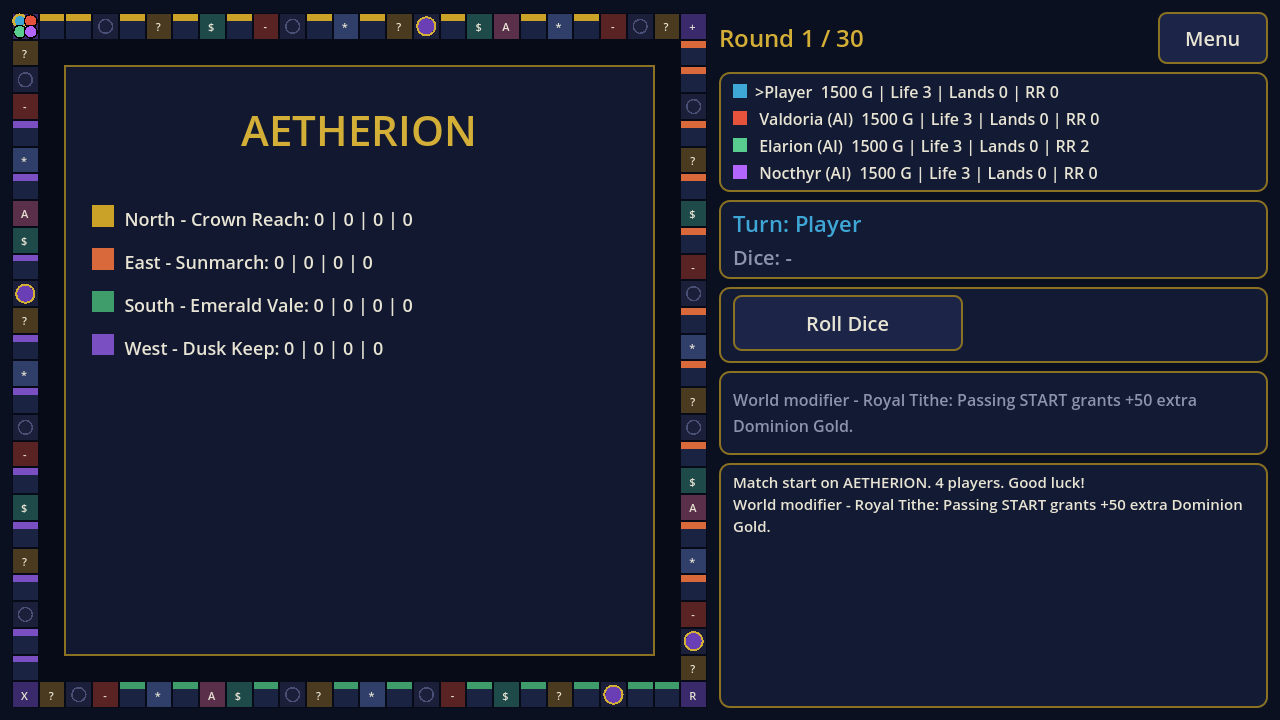 ? $ - * ? $ A * - ? +
Round 1 / 30
Menu
>Player 1500 G | Life 3 | Lands 0 | RR 0
Valdoria (AI) 1500 G | Life 3 | Lands 0 | RR 0
Elarion (AI) 1500 G | Life 3 | Lands 0 | RR 2
Nocthyr (AI) 1500 G | Life 3 | Lands 0 | RR 0
Turn: Player
Dice: -
Roll Dice
World modifier - Royal Tithe: Passing START grants +50 extra
Dominion Gold.
Match start on AETHERION. 4 players. Good luck!
World modifier - Royal Tithe: Passing START grants +50 extra Dominion
Gold.
AETHERION
North - Crown Reach: 0 | 0 | 0 | 0
East - Sunmarch: 0 | 0 | 0 | 0
South - Emerald Vale: 0 | 0 | 0 | 0
West - Dusk Keep: 0 | 0 | 0 | 0
?
-
*
A
$
?
*
-
$
?
?
$
-
*
?
$
A
*
-
?
X ? - * A $ ? * - $ ? R